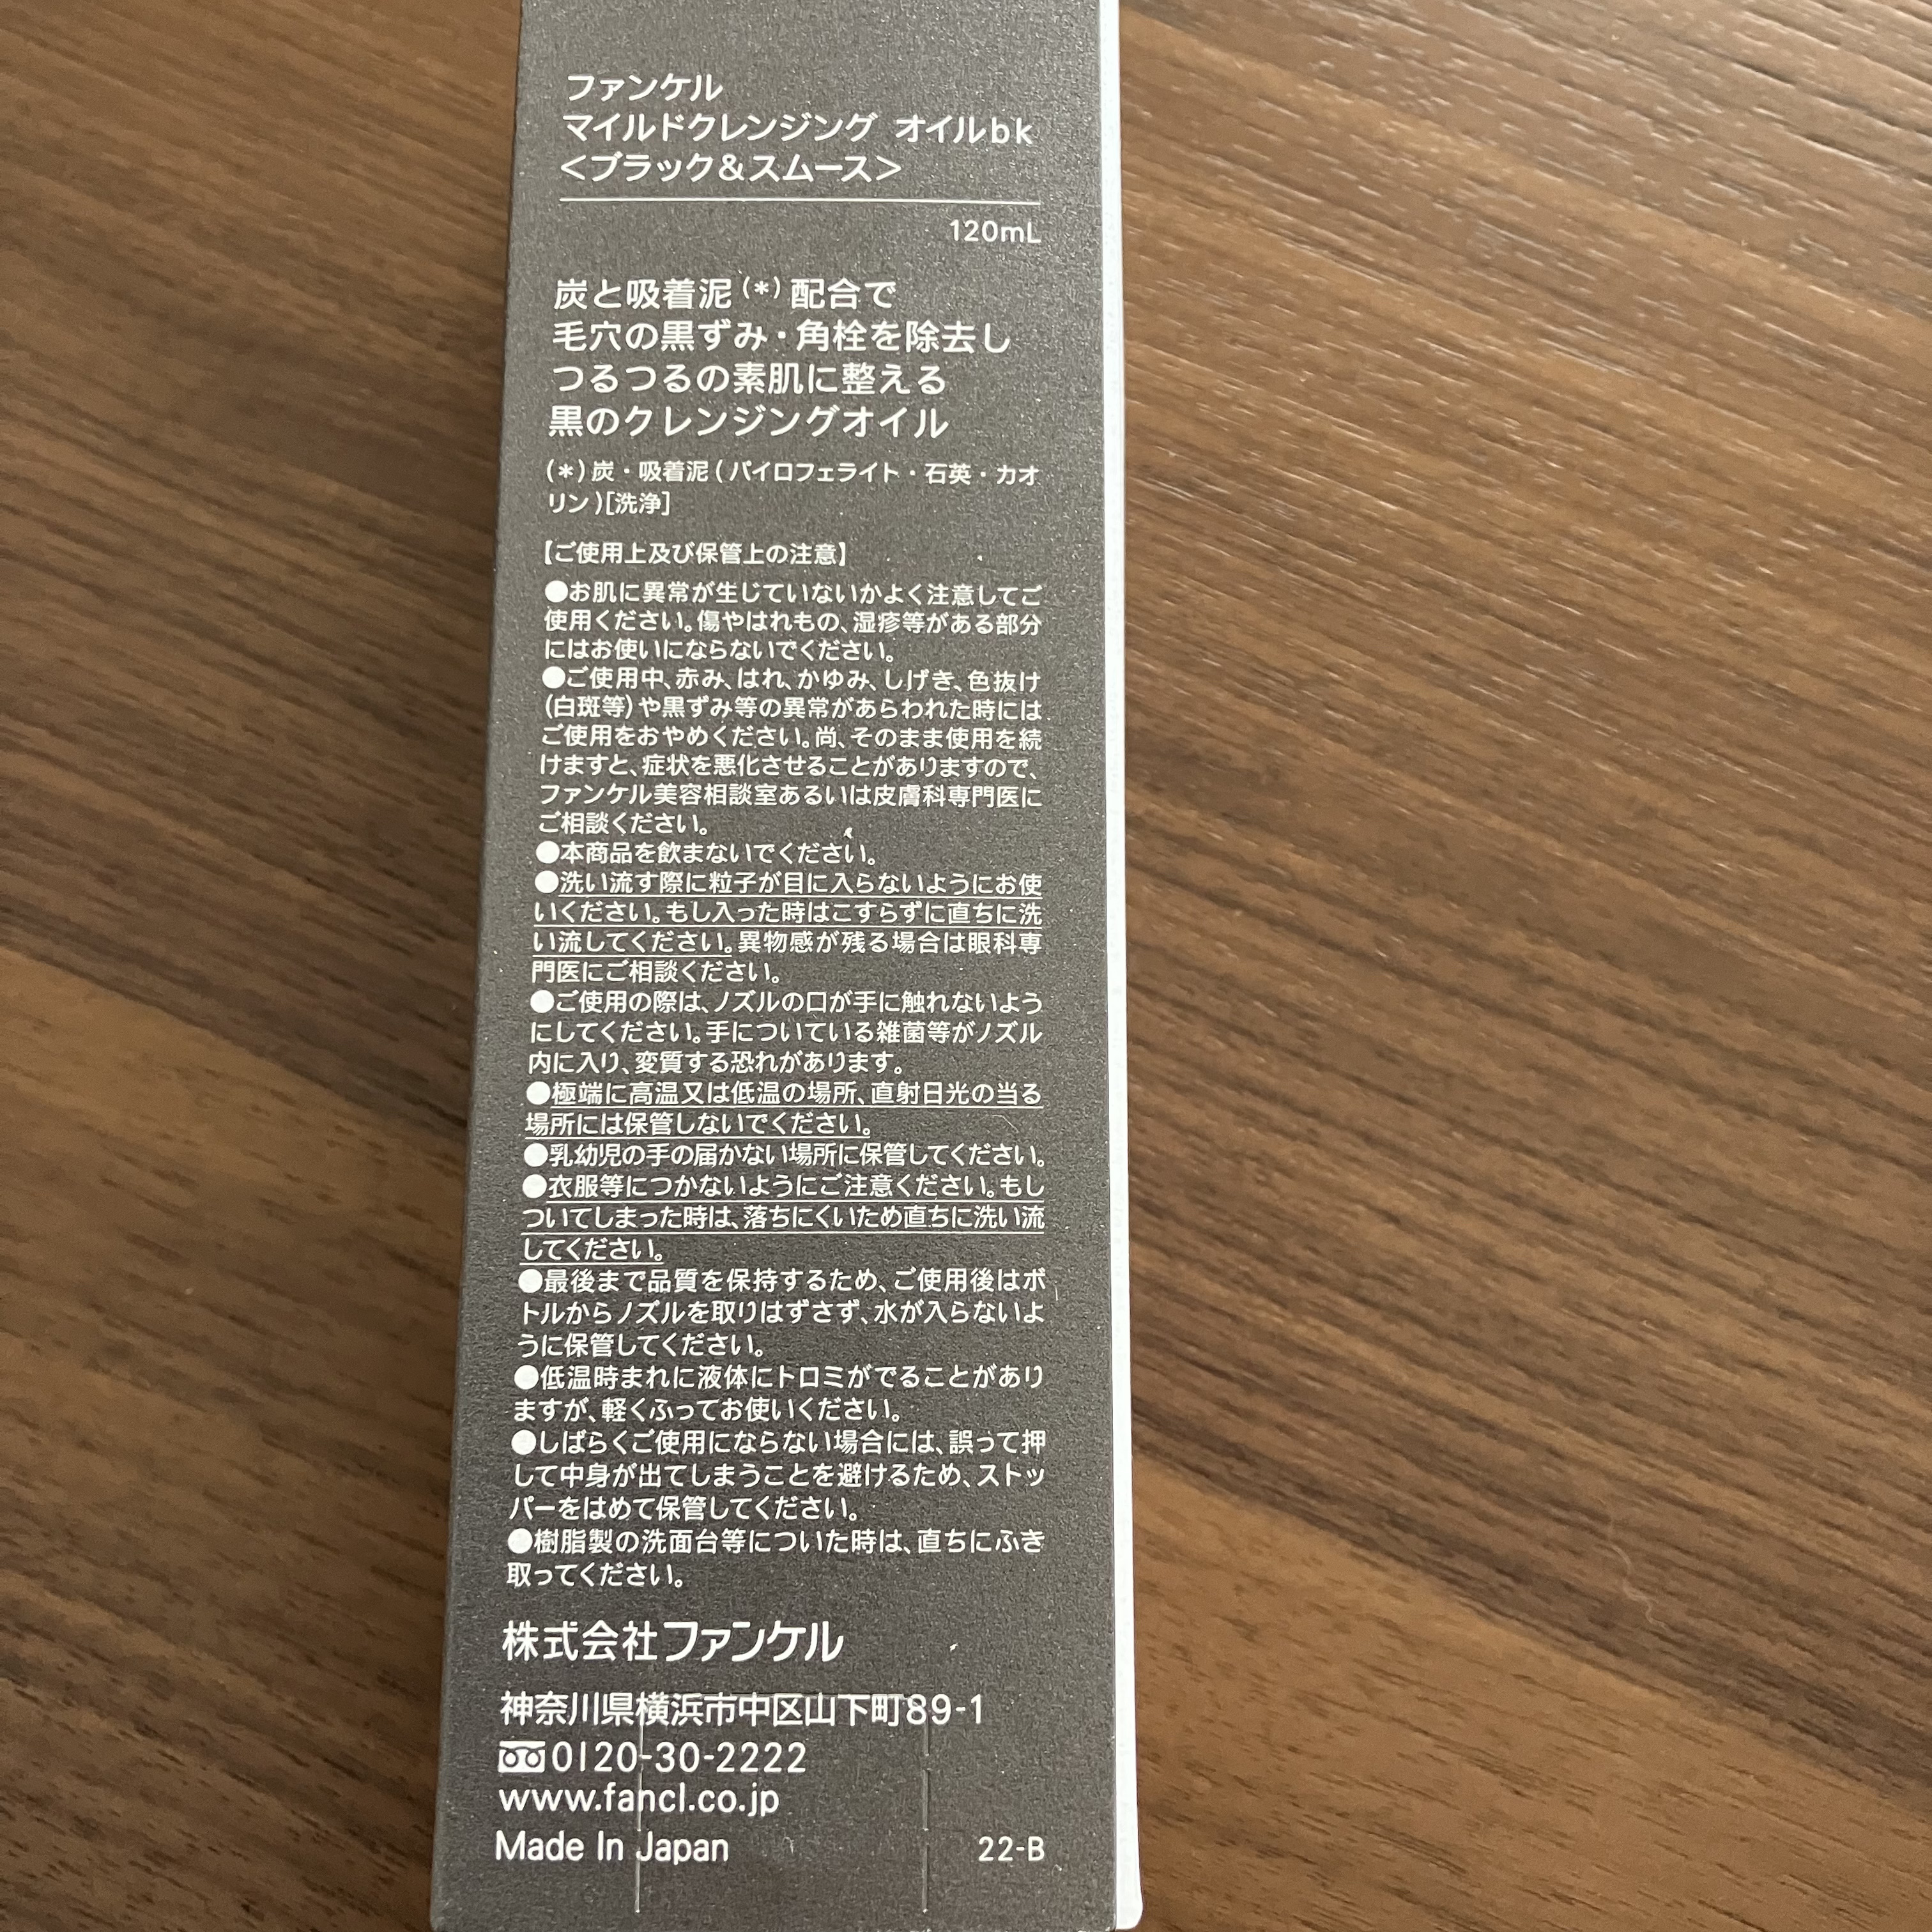 ファンケル
マイルドクレンジング オイルbk
<ブラック&スムース>
120mL
炭と吸着泥(*)配合で
毛穴の黒ずみ・角栓を除去し
つるつるの素肌に整える
黒のクレンジングオイル
(*)炭・吸着泥(パイロフェライト・石英・カオ
リン)[洗浄]
【ご使用上及び保管上の注意】
●お肌に異常が生じていないかよく注意してご
使用ください。傷やはれもの、湿疹等がある部分
にはお使いにならないでください。
●ご使用中、赤み、はれ、かゆみ、しげき、色抜け
(白斑等)や黒ずみ等の異常があらわれた時には
ご使用をおやめください。尚、そのまま使用を続
けますと、症状を悪化させることがありますので、
ファンケル美容相談室あるいは皮膚科専門医に
ご相談ください。
●本商品を飲まないでください。
●洗い流す際に粒子が目に入らないようにお使
いください。もし入った時はこすらずに直ちに洗
い流してください。異物感が残る場合は眼科専
門医にご相談ください。
●ご使用の際は、ノズルの口が手に触れないよう
にしてください。手についている雑菌等がノズル
内に入り、変質する恐れがあります。
●極端に高温又は低温の場所、直射日光の当る
場所には保管しないでください。
●乳幼児の手の届かない場所に保管してください。
●衣服等につかないようにご注意ください。もし
ついてしまった時は、落ちにくいため直ちに洗い流
してください。
●最後まで品質を保持するため、ご使用後はボ
トルからノズルを取りはずさず、水が入らないよ
うに保管してください。
●低温時まれに液体にトロミがでることがあり
ますが、軽くふってお使いください。
●しばらくご使用にならない場合には、誤って押
して中身が出てしまうことを避けるため、ストッ
パーをはめて保管してください。
●樹脂製の洗面台等についた時は、直ちにふき
取ってください。
株式会社ファンケル
神奈川県横浜市中区山下町89-1
0120-30-2222
www.fancl.co.jp
Made In Japan
22-B